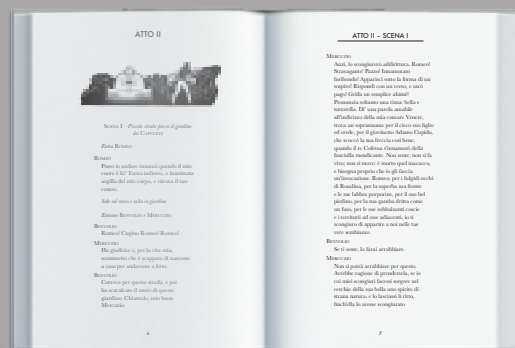 ATTO II
SCENA I - Piccola strada presso il giardino
dei CAPULETI
Entra ROMEO
ROMEO
Posso io andare innanzi quando il mio
cuore è là? Torna indietro, o inanimata
argilla del mio corpo, e ritrova il tuo
centro.
Sale sul muro e salta in giardino
Entrano BENVOLIO e MERCUZIO
BENVOLIO
Romeo! Cugino Romeo! Romeo!
MERCUZIO
Ha giudizio e, per la vita mia,
scommetto che è scappato di nascosto
a casa per andarsene a letto.
BENVOLIO
Correva per questa strada, e poi
ha scavalcato il muro di questo
giardino. Chiamalo, mio buon
Mercuzio.
6
ATTO II – SCENA I
MERCUZIO
Anzi, lo scongiurerò addirittura. Romeo!
Stravagante! Pazzo! Innamorato
furibondo! Apparisci sotto la forma di un
sospiro! Rispondi con un verso, e sarò
pago! Grida un semplice ahimè!
Pronunzia soltanto una rima: bella e
tortorella. Di' una parola amabile
all'indirizzo della mia comare Venere,
trova un soprannome per il cieco suo figlio
ed erede, per il giovinetto Adamo Cupido,
che scoccò la sua freccia così bene,
quando il re Cofetua s'innamorò della
fanciulla mendicante. Non sente; non si fa
vivo; non si move: è morto quel macacco,
e bisogna proprio che io gli faccia
un'invocazione. Romeo, per i fulgidi occhi
di Rosalina, per la superba sua fronte
e le sue labbra porporine, per il suo bel
piedino, per la sua gamba dritta come
un fuso, per le sue sobbalzanti coscie
e i territorii ad esse adiacenti, io ti
scongiuro di apparire a noi nelle tue
vere sembianze.
BENVOLIO
Se ti sente, lo farai arrabbiare.
MERCUZIO
Non si potrà arrabbiare per questo.
Avrebbe ragione di prendersela, se io
coi miei scongiuri facessi sorgere nel
cerchio della sua bella uno spirito di
strana natura, e lo lasciassi lì ritto,
finch'ella lo avesse scongiurato
7